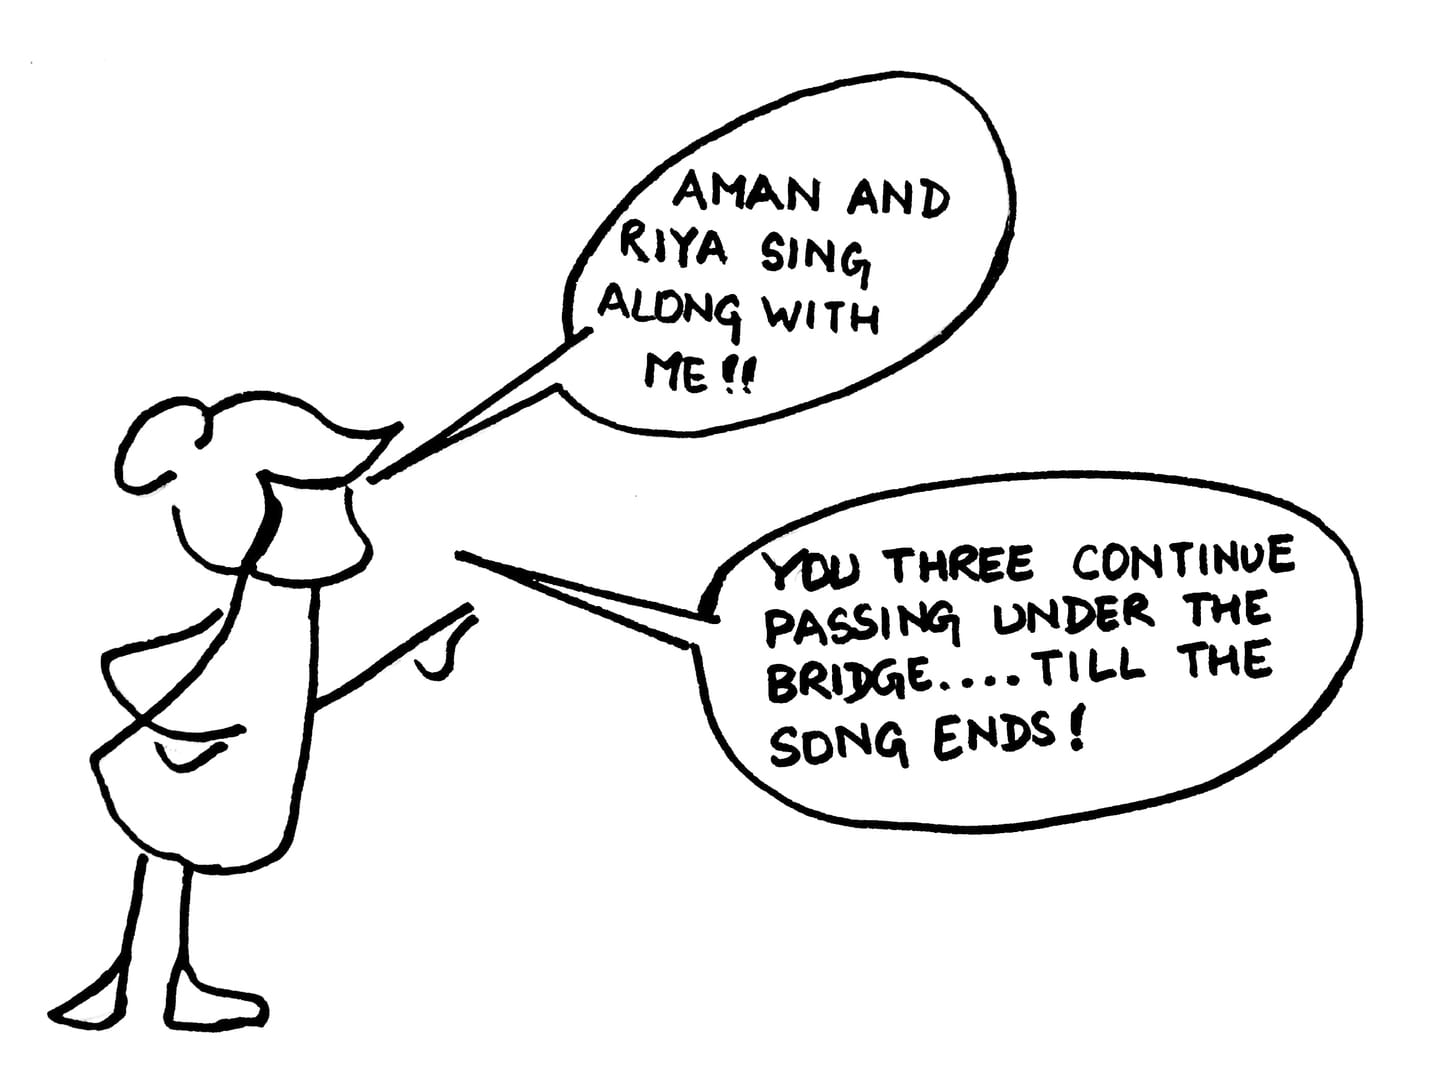 AMAN AND
RIYA SING
ALONG WITH
ME!!
YOU THREE CONTINUE
PASSING UNDER THE
BRIDGE....TILL THE
SONG ENDS!